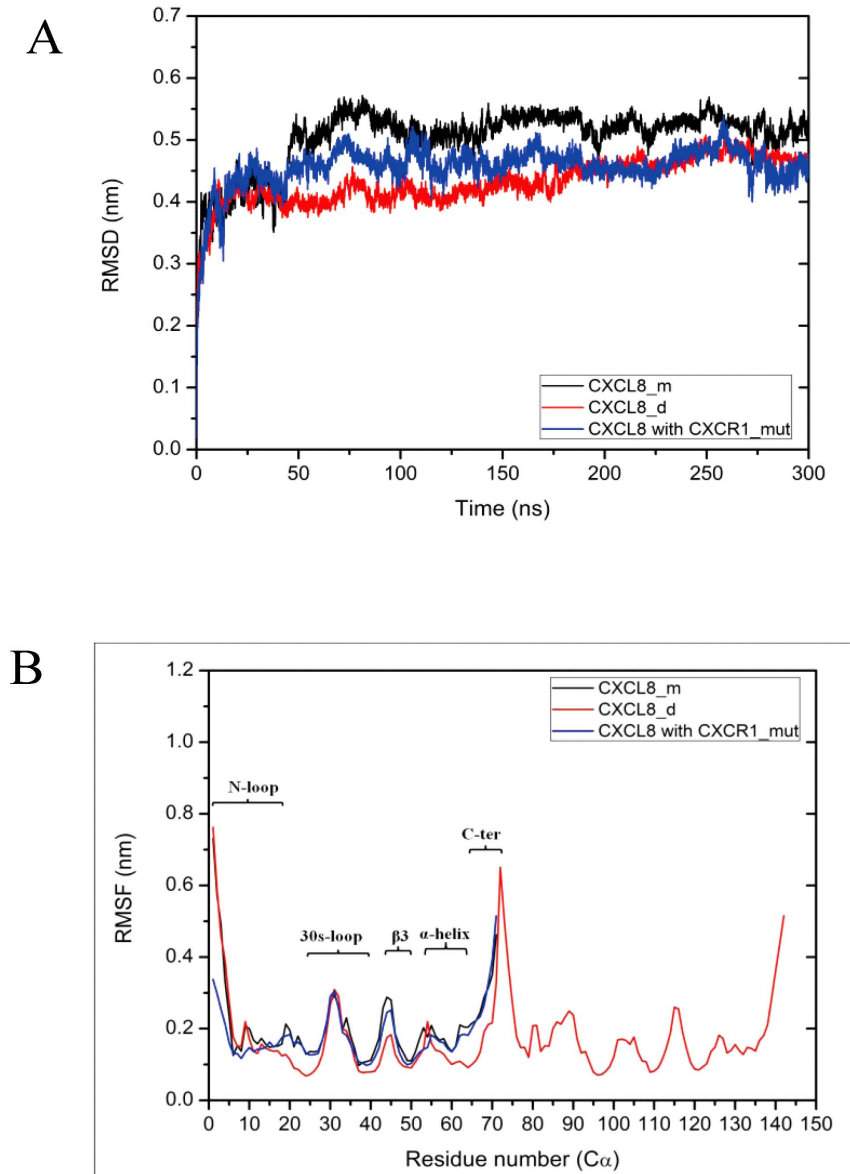 A
0.7
0.6
0.5
0.4
0.3
0.2
0.1
0.0
RMSD (nm)
CXCL8_m
CXCL8_d
CXCL8 with CXCR1_mut
0 50 100 150 200 250 300
Time (ns)
B
1.2
1.0
0.8
0.6
0.4
0.2
0.0
RMSF (nm)
CXCL8_m
CXCL8_d
CXCL8 with CXCR1_mut
N-loop
C-ter
30s-loop β3 α-helix
0 10 20 30 40 50 60 70 80 90 100 110 120 130 140 150
Residue number (Cα)